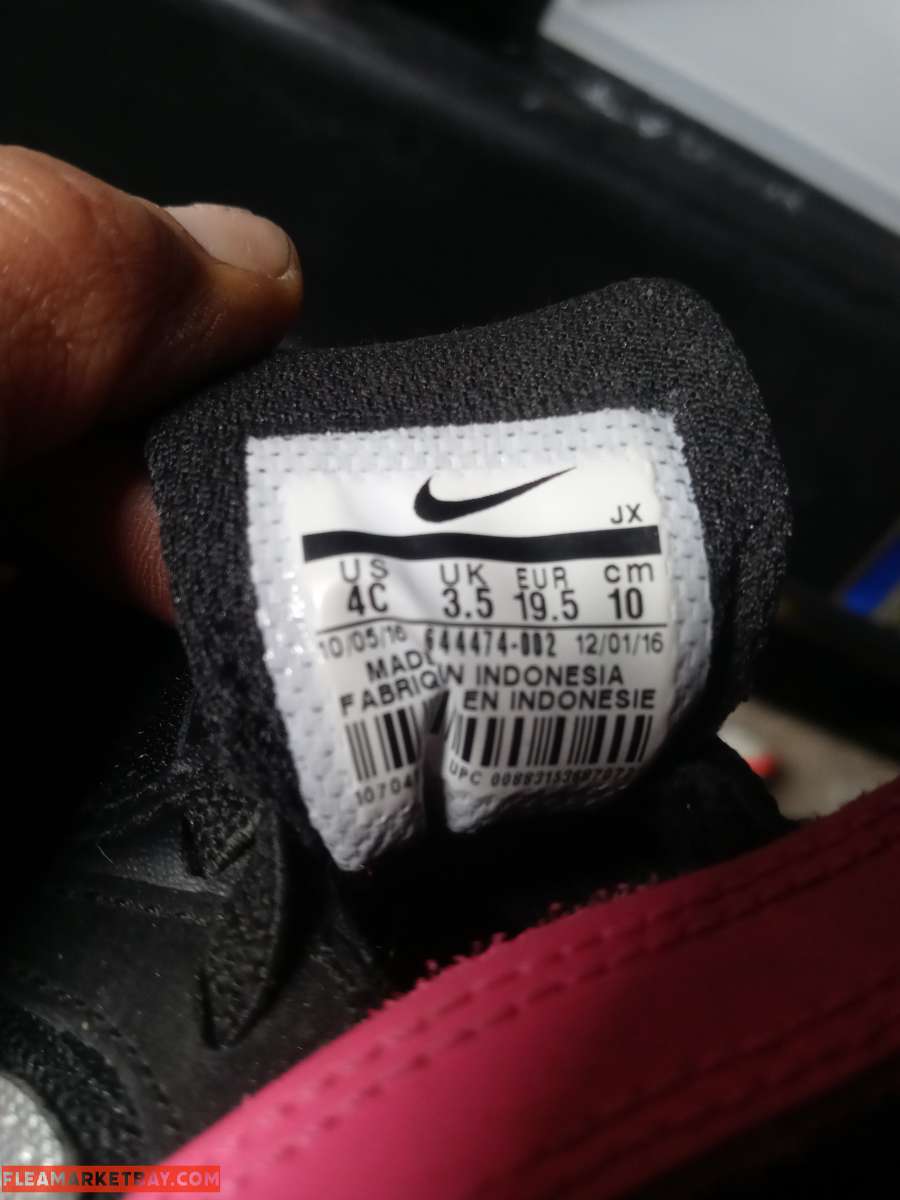 JX
US UK EUR cm
4C 3.5 19.5 10
10/05/16 644474-002 12/01/16
MADE IN INDONESIA
FABRIQUÉ EN INDONESIE
UPC
FLEAMARKETBAY.COM